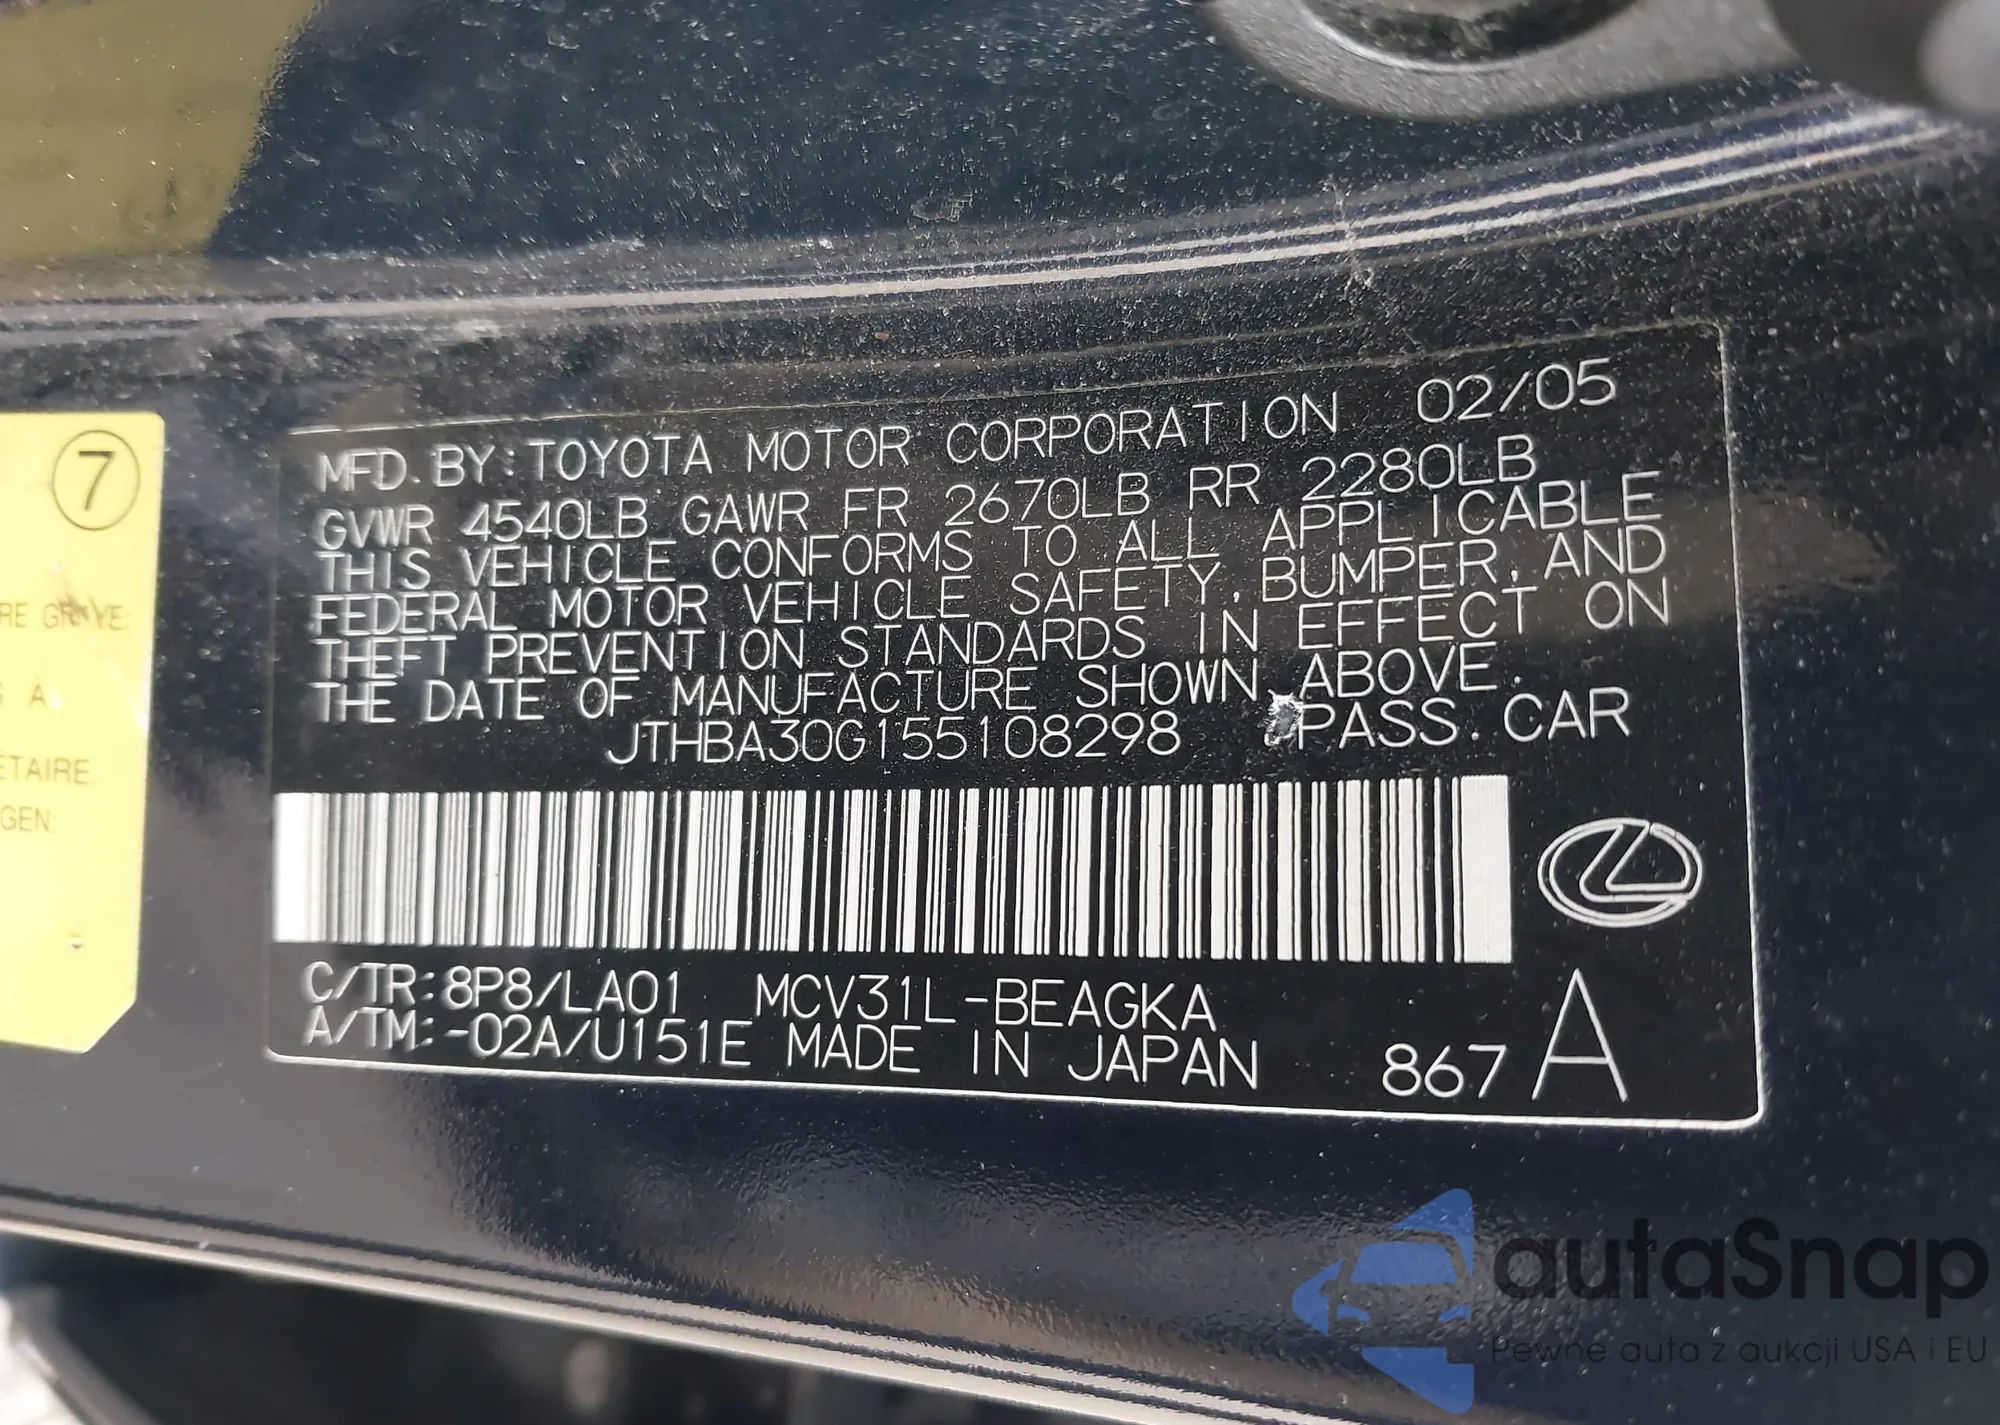 7
RE GRAVE
S À
ÉTAIRE
GEN
MFD. BY: TOYOTA MOTOR CORPORATION 02/05
GVWR 4540LB GAWR FR 2670LB RR 2280LB
THIS VEHICLE CONFORMS TO ALL APPLICABLE
FEDERAL MOTOR VEHICLE SAFETY, BUMPER, AND
THEFT PREVENTION STANDARDS IN EFFECT ON
THE DATE OF MANUFACTURE SHOWN ABOVE.
JTHBA30G155108298 PASS. CAR
C/TR: 8P8/LA01 MCV31L-BEAGKA
A/TM: -02A/U151E MADE IN JAPAN 867 A
autaSnap
Pewne auta z aukcji USA i EU